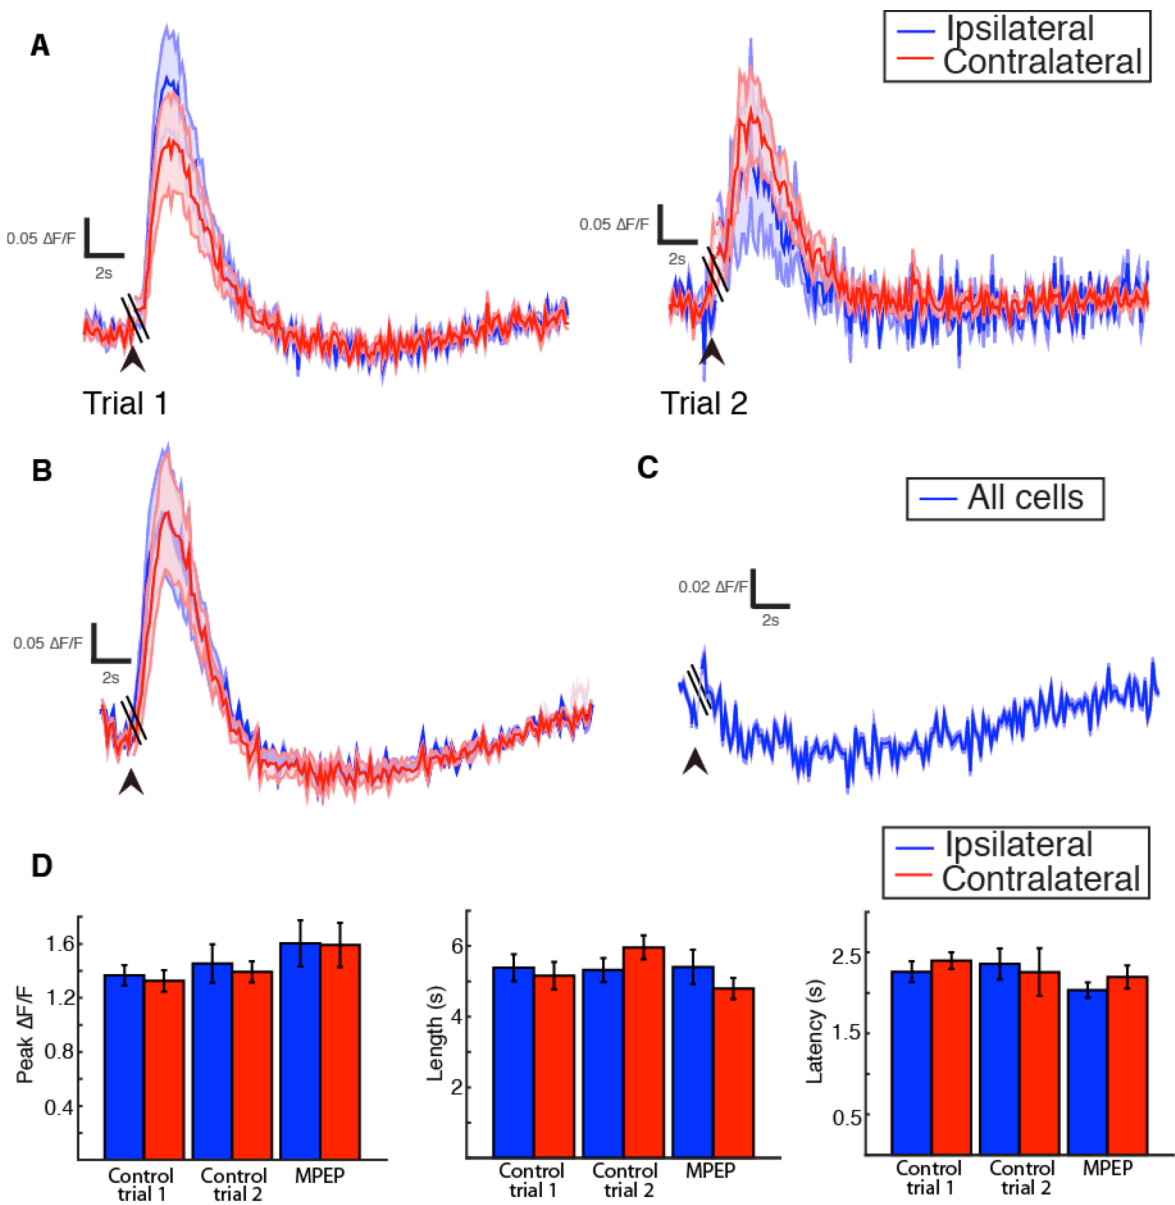 A
Ipsilateral
Contralateral
0.05 ΔF/F
2s
0.05 ΔF/F
2s
Trial 1
Trial 2
B
C
All cells
0.05 ΔF/F
2s
0.02 ΔF/F
2s
D
Ipsilateral
Contralateral
Peak ΔF/F
1.6
1.2
0.8
0.4
Control
trial 1
Control
trial 2
MPEP
Length (s)
6
4
2
Control
trial 1
Control
trial 2
MPEP
Latency (s)
2.5
1.5
0.5
Control
trial 1
Control
trial 2
MPEP